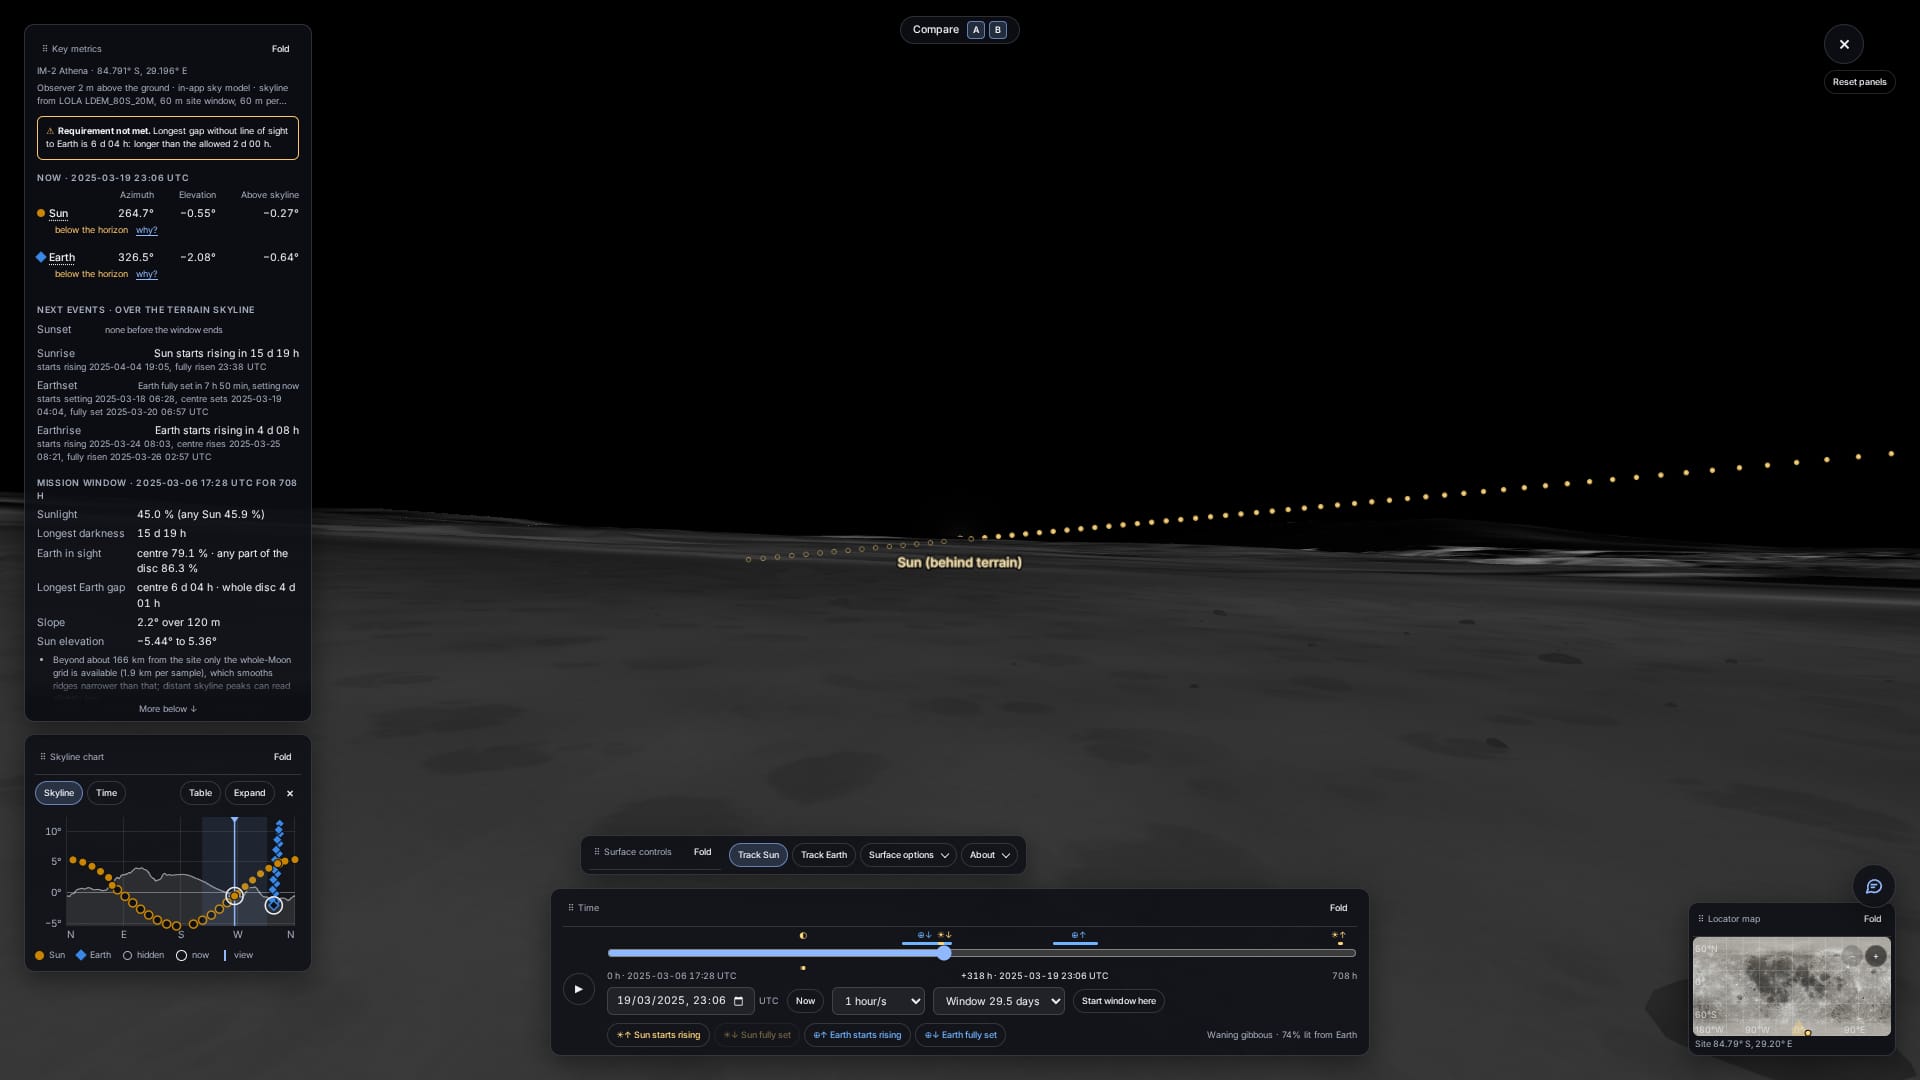 Compare A B
Reset panels
Key metrics Fold
IM-2 Athena · 84.791° S, 29.196° E
Observer 2 m above the ground · in-app sky model · skyline
from LOLA LDEM_80S_20M, 60 m site window, 60 m per...
⚠ Requirement not met. Longest gap without line of sight
to Earth is 6 d 04 h: longer than the allowed 2 d 00 h.
NOW · 2025-03-19 23:06 UTC
Azimuth Elevation Above skyline
Sun 264.7° −0.55° −0.27°
below the horizon why?
Earth 326.5° −2.08° −0.64°
below the horizon why?
NEXT EVENTS · OVER THE TERRAIN SKYLINE
Sunset none before the window ends
Sunrise Sun starts rising in 15 d 19 h
starts rising 2025-04-04 19:05, fully risen 23:38 UTC
Earthset Earth fully set in 7 h 50 min, setting now
starts setting 2025-03-18 06:28, centre sets 2025-03-19
04:04, fully set 2025-03-20 06:57 UTC
Earthrise Earth starts rising in 4 d 08 h
starts rising 2025-03-24 08:03, centre rises 2025-03-25
08:21, fully risen 2025-03-26 02:57 UTC
MISSION WINDOW · 2025-03-06 17:28 UTC FOR 708
H
Sunlight 45.0 % (any Sun 45.9 %)
Longest darkness 15 d 19 h
Earth in sight centre 79.1 % · any part of the
disc 86.3 %
Longest Earth gap centre 6 d 04 h · whole disc 4 d
01 h
Slope 2.2° over 120 m
Sun elevation −5.44° to 5.36°
• Beyond about 166 km from the site only the whole-Moon
grid is available (1.9 km per sample), which smooths
ridges narrower than that; distant skyline peaks can read
More below ↓
Sun (behind terrain)
Skyline chart Fold
Skyline Time Table Expand ×
10°
5°
0°
−5°
N E S W N
Sun Earth hidden now view
Surface controls Fold Track Sun Track Earth Surface options About
Time Fold
⊕↓ ☀↓ ⊕↑ ☀↑
0 h · 2025-03-06 17:28 UTC +318 h · 2025-03-19 23:06 UTC 708 h
19/03/2025, 23:06 UTC Now 1 hour/s Window 29.5 days Start window here
☀↑ Sun starts rising ☀↓ Sun fully set ⊕↑ Earth starts rising ⊕↓ Earth fully set Waning gibbous · 74% lit from Earth
Locator map Fold
60°N
− +
0°
60°S
180°W 90°W 0° 90°E
Site 84.79° S, 29.20° E